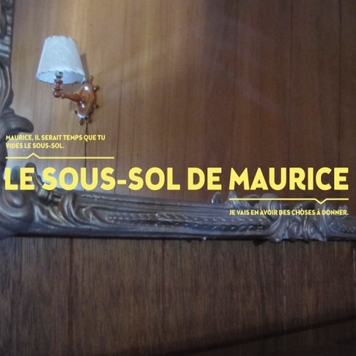 MAURICE, IL SERAIT TEMPS QUE TU
VIDES LE SOUS-SOL.
LE SOUS-SOL DE MAURICE
JE VAIS EN AVOIR DES CHOSES À DONNER.